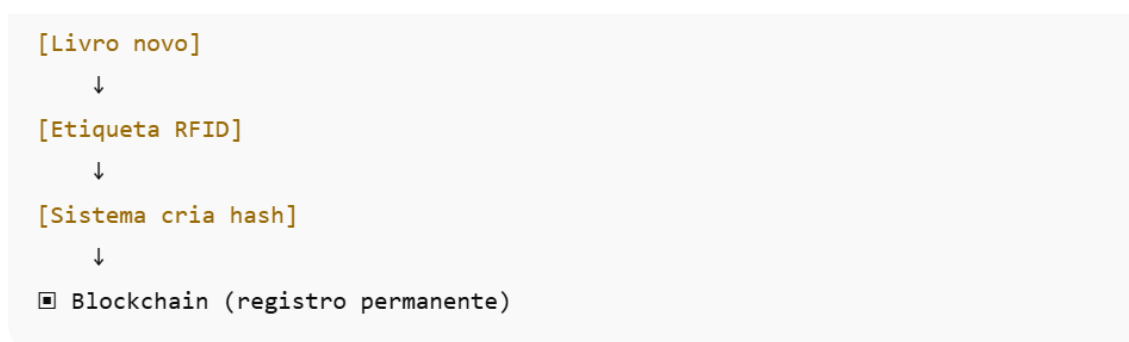 [Livro novo]
↓
[Etiqueta RFID]
↓
[Sistema cria hash]
↓
▣ Blockchain (registro permanente)